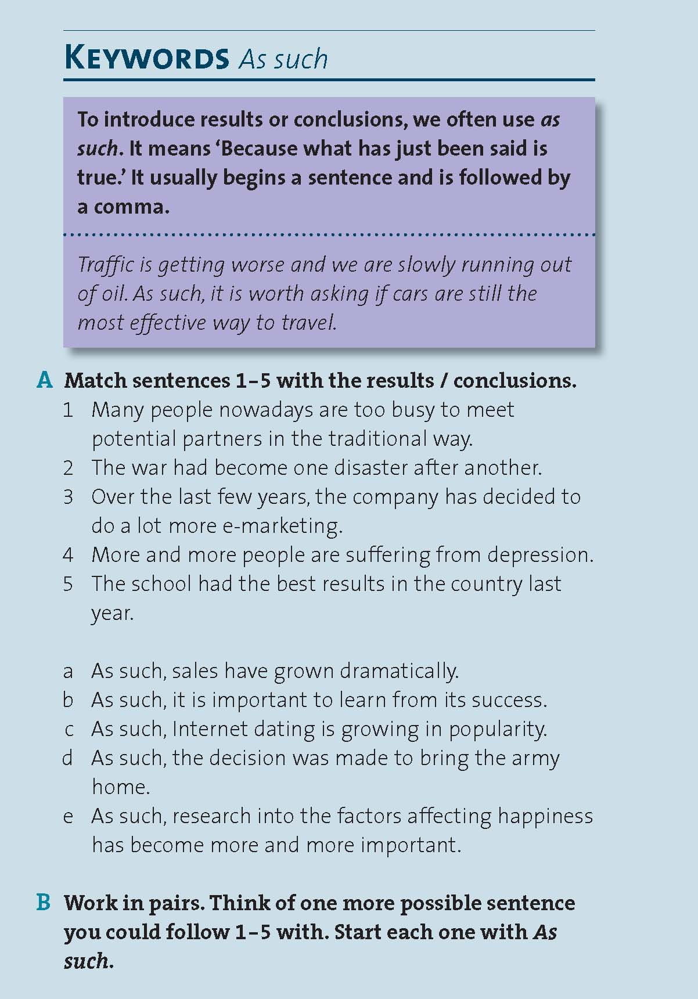 KEYWORDS As such
To introduce results or conclusions, we often use as
such. It means ‘Because what has just been said is
true.’ It usually begins a sentence and is followed by
a comma.
Traffic is getting worse and we are slowly running out
of oil. As such, it is worth asking if cars are still the
most effective way to travel.
A Match sentences 1–5 with the results / conclusions.
1 Many people nowadays are too busy to meet
potential partners in the traditional way.
2 The war had become one disaster after another.
3 Over the last few years, the company has decided to
do a lot more e-marketing.
4 More and more people are suffering from depression.
5 The school had the best results in the country last
year.
a As such, sales have grown dramatically.
b As such, it is important to learn from its success.
c As such, Internet dating is growing in popularity.
d As such, the decision was made to bring the army
home.
e As such, research into the factors affecting happiness
has become more and more important.
B Work in pairs. Think of one more possible sentence
you could follow 1–5 with. Start each one with As
such.